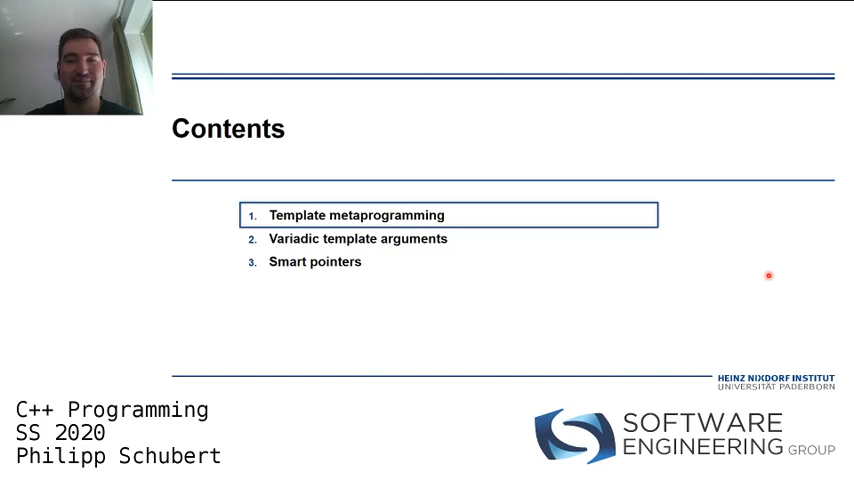 Contents
1. Template metaprogramming
2. Variadic template arguments
3. Smart pointers
HEINZ NIXDORF INSTITUT
UNIVERSITÄT PADERBORN
C++ Programming
SS 2020
Philipp Schubert
SOFTWARE
ENGINEERING GROUP